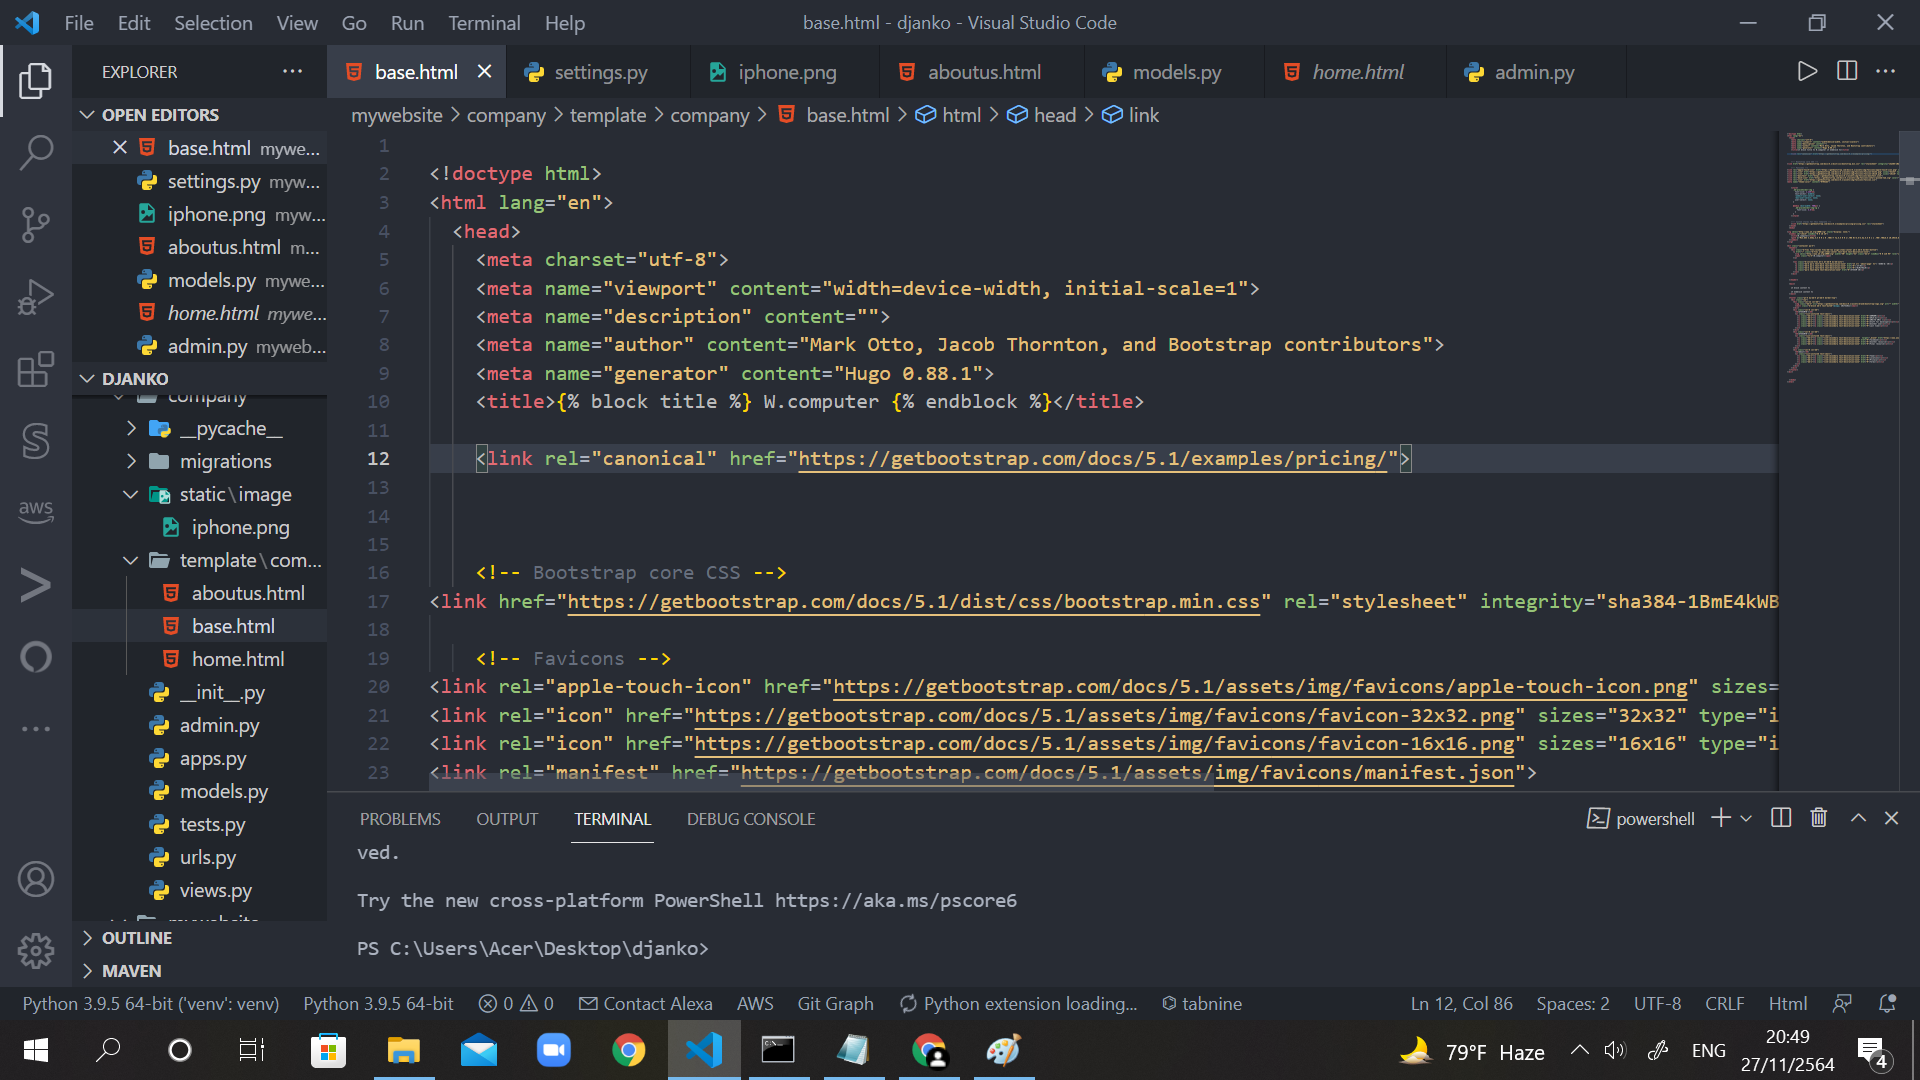 File Edit Selection View Go Run Terminal Help
base.html - djanko - Visual Studio Code
EXPLORER
base.html
settings.py
iphone.png
aboutus.html
models.py
home.html
admin.py
OPEN EDITORS
base.html mywe...
settings.py myw...
iphone.png myw...
aboutus.html m...
models.py mywe...
home.html mywe...
admin.py myweb...
DJANKO
company
__pycache__
migrations
static\image
iphone.png
template\com...
aboutus.html
base.html
home.html
__init__.py
admin.py
apps.py
models.py
tests.py
urls.py
views.py
mywebsite
OUTLINE
MAVEN
aws
mywebsite > company > template > company > base.html > html > head > link
1
2 <!doctype html>
3 <html lang="en">
4 <head>
5 <meta charset="utf-8">
6 <meta name="viewport" content="width=device-width, initial-scale=1">
7 <meta name="description" content="">
8 <meta name="author" content="Mark Otto, Jacob Thornton, and Bootstrap contributors">
9 <meta name="generator" content="Hugo 0.88.1">
10 <title>{% block title %} W.computer {% endblock %}</title>
11
12 <link rel="canonical" href="https://getbootstrap.com/docs/5.1/examples/pricing/">
13
14
15
16 <!-- Bootstrap core CSS -->
17 <link href="https://getbootstrap.com/docs/5.1/dist/css/bootstrap.min.css" rel="stylesheet" integrity="sha384-1BmE4kWB
18
19 <!-- Favicons -->
20 <link rel="apple-touch-icon" href="https://getbootstrap.com/docs/5.1/assets/img/favicons/apple-touch-icon.png" sizes=
21 <link rel="icon" href="https://getbootstrap.com/docs/5.1/assets/img/favicons/favicon-32x32.png" sizes="32x32" type="i
22 <link rel="icon" href="https://getbootstrap.com/docs/5.1/assets/img/favicons/favicon-16x16.png" sizes="16x16" type="i
23 <link rel="manifest" href="https://getbootstrap.com/docs/5.1/assets/img/favicons/manifest.json">
PROBLEMS OUTPUT TERMINAL DEBUG CONSOLE
powershell
ved.
Try the new cross-platform PowerShell https://aka.ms/pscore6
PS C:\Users\Acer\Desktop\djanko>
Python 3.9.5 64-bit ('venv': venv) Python 3.9.5 64-bit 0 0 Contact Alexa AWS Git Graph Python extension loading... tabnine Ln 12, Col 86 Spaces: 2 UTF-8 CRLF Html
79°F Haze ENG
20:49
27/11/2564
4